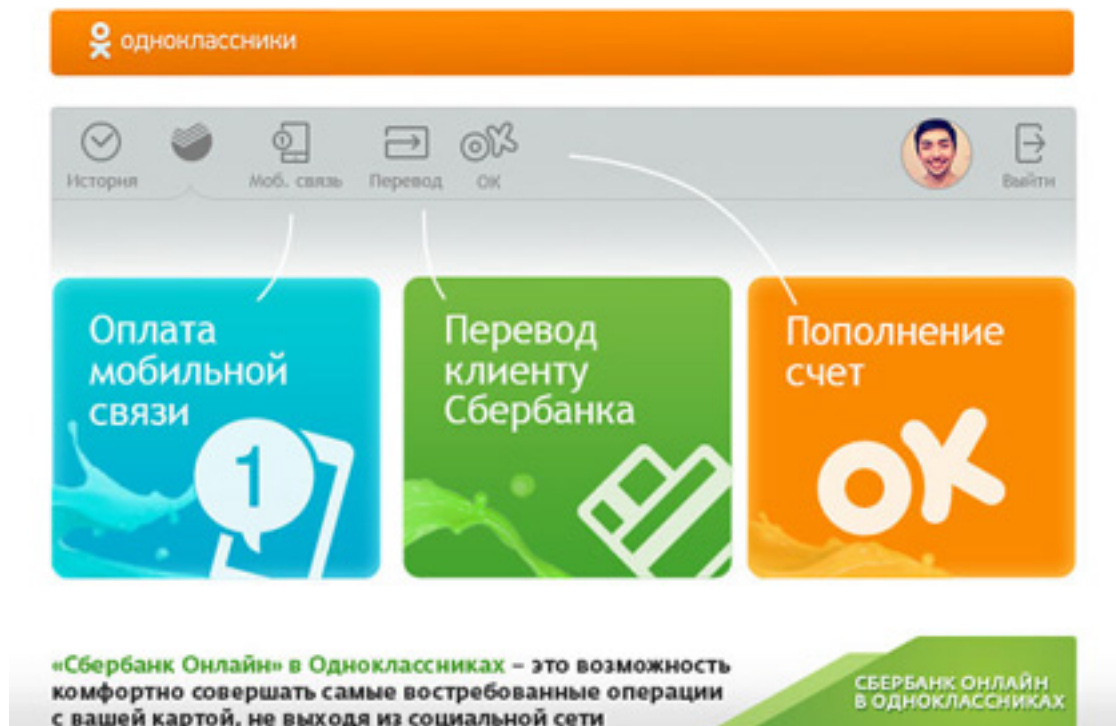 одноклассники
История
Моб. связь
Перевод
ОК
Выйти
Оплата
мобильной
связи
1
Перевод
клиенту
Сбербанка
Пополнение
счет
ок
«Сбербанк Онлайн» в Одноклассниках – это возможность
комфортно совершать самые востребованные операции
с вашей картой, не выходя из социальной сети
СБЕРБАНК ОНЛАЙН
В ОДНОКЛАССНИКАХ